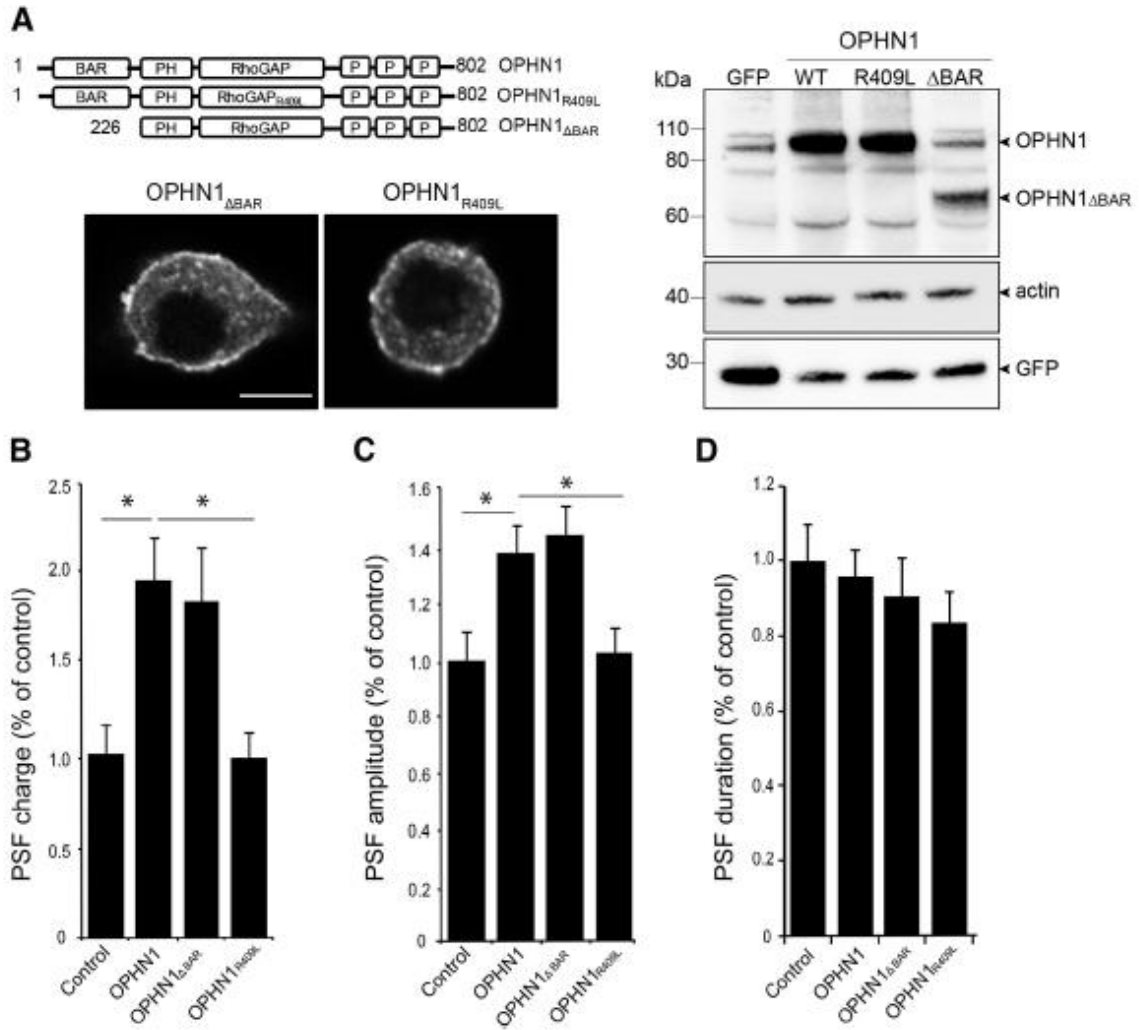 A
1 BAR PH RhoGAP P P P 802 OPHN1
1 BAR PH RhoGAPR409L P P P 802 OPHN1R409L
226 PH RhoGAP P P P 802 OPHN1ΔBAR
OPHN1ΔBAR OPHN1R409L
OPHN1
kDa GFP WT R409L ΔBAR
110
80
60
OPHN1
OPHN1ΔBAR
40
actin
30
GFP
B
PSF charge (% of control)
2.5
2.0
1.5
1.0
0.5
0
* *
Control OPHN1 OPHN1ΔBAR OPHN1R409L
C
PSF amplitude (% of control)
1.6
1.4
1.2
1.0
0.8
0.6
0.4
0.2
0
* *
Control OPHN1 OPHN1ΔBAR OPHN1R409L
D
PSF duration (% of control)
1.2
1.0
0.8
0.6
0.4
0.2
0
Control OPHN1 OPHN1ΔBAR OPHN1R409L